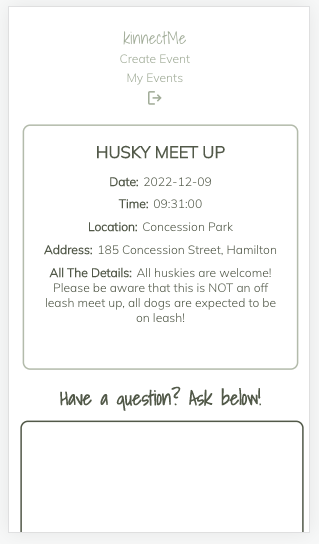 kinnectMe
Create Event
My Events
HUSKY MEET UP
Date: 2022-12-09
Time: 09:31:00
Location: Concession Park
Address: 185 Concession Street, Hamilton
All The Details: All huskies are welcome!
Please be aware that this is NOT an off
leash meet up, all dogs are expected to be
on leash!
Have a question? Ask below!